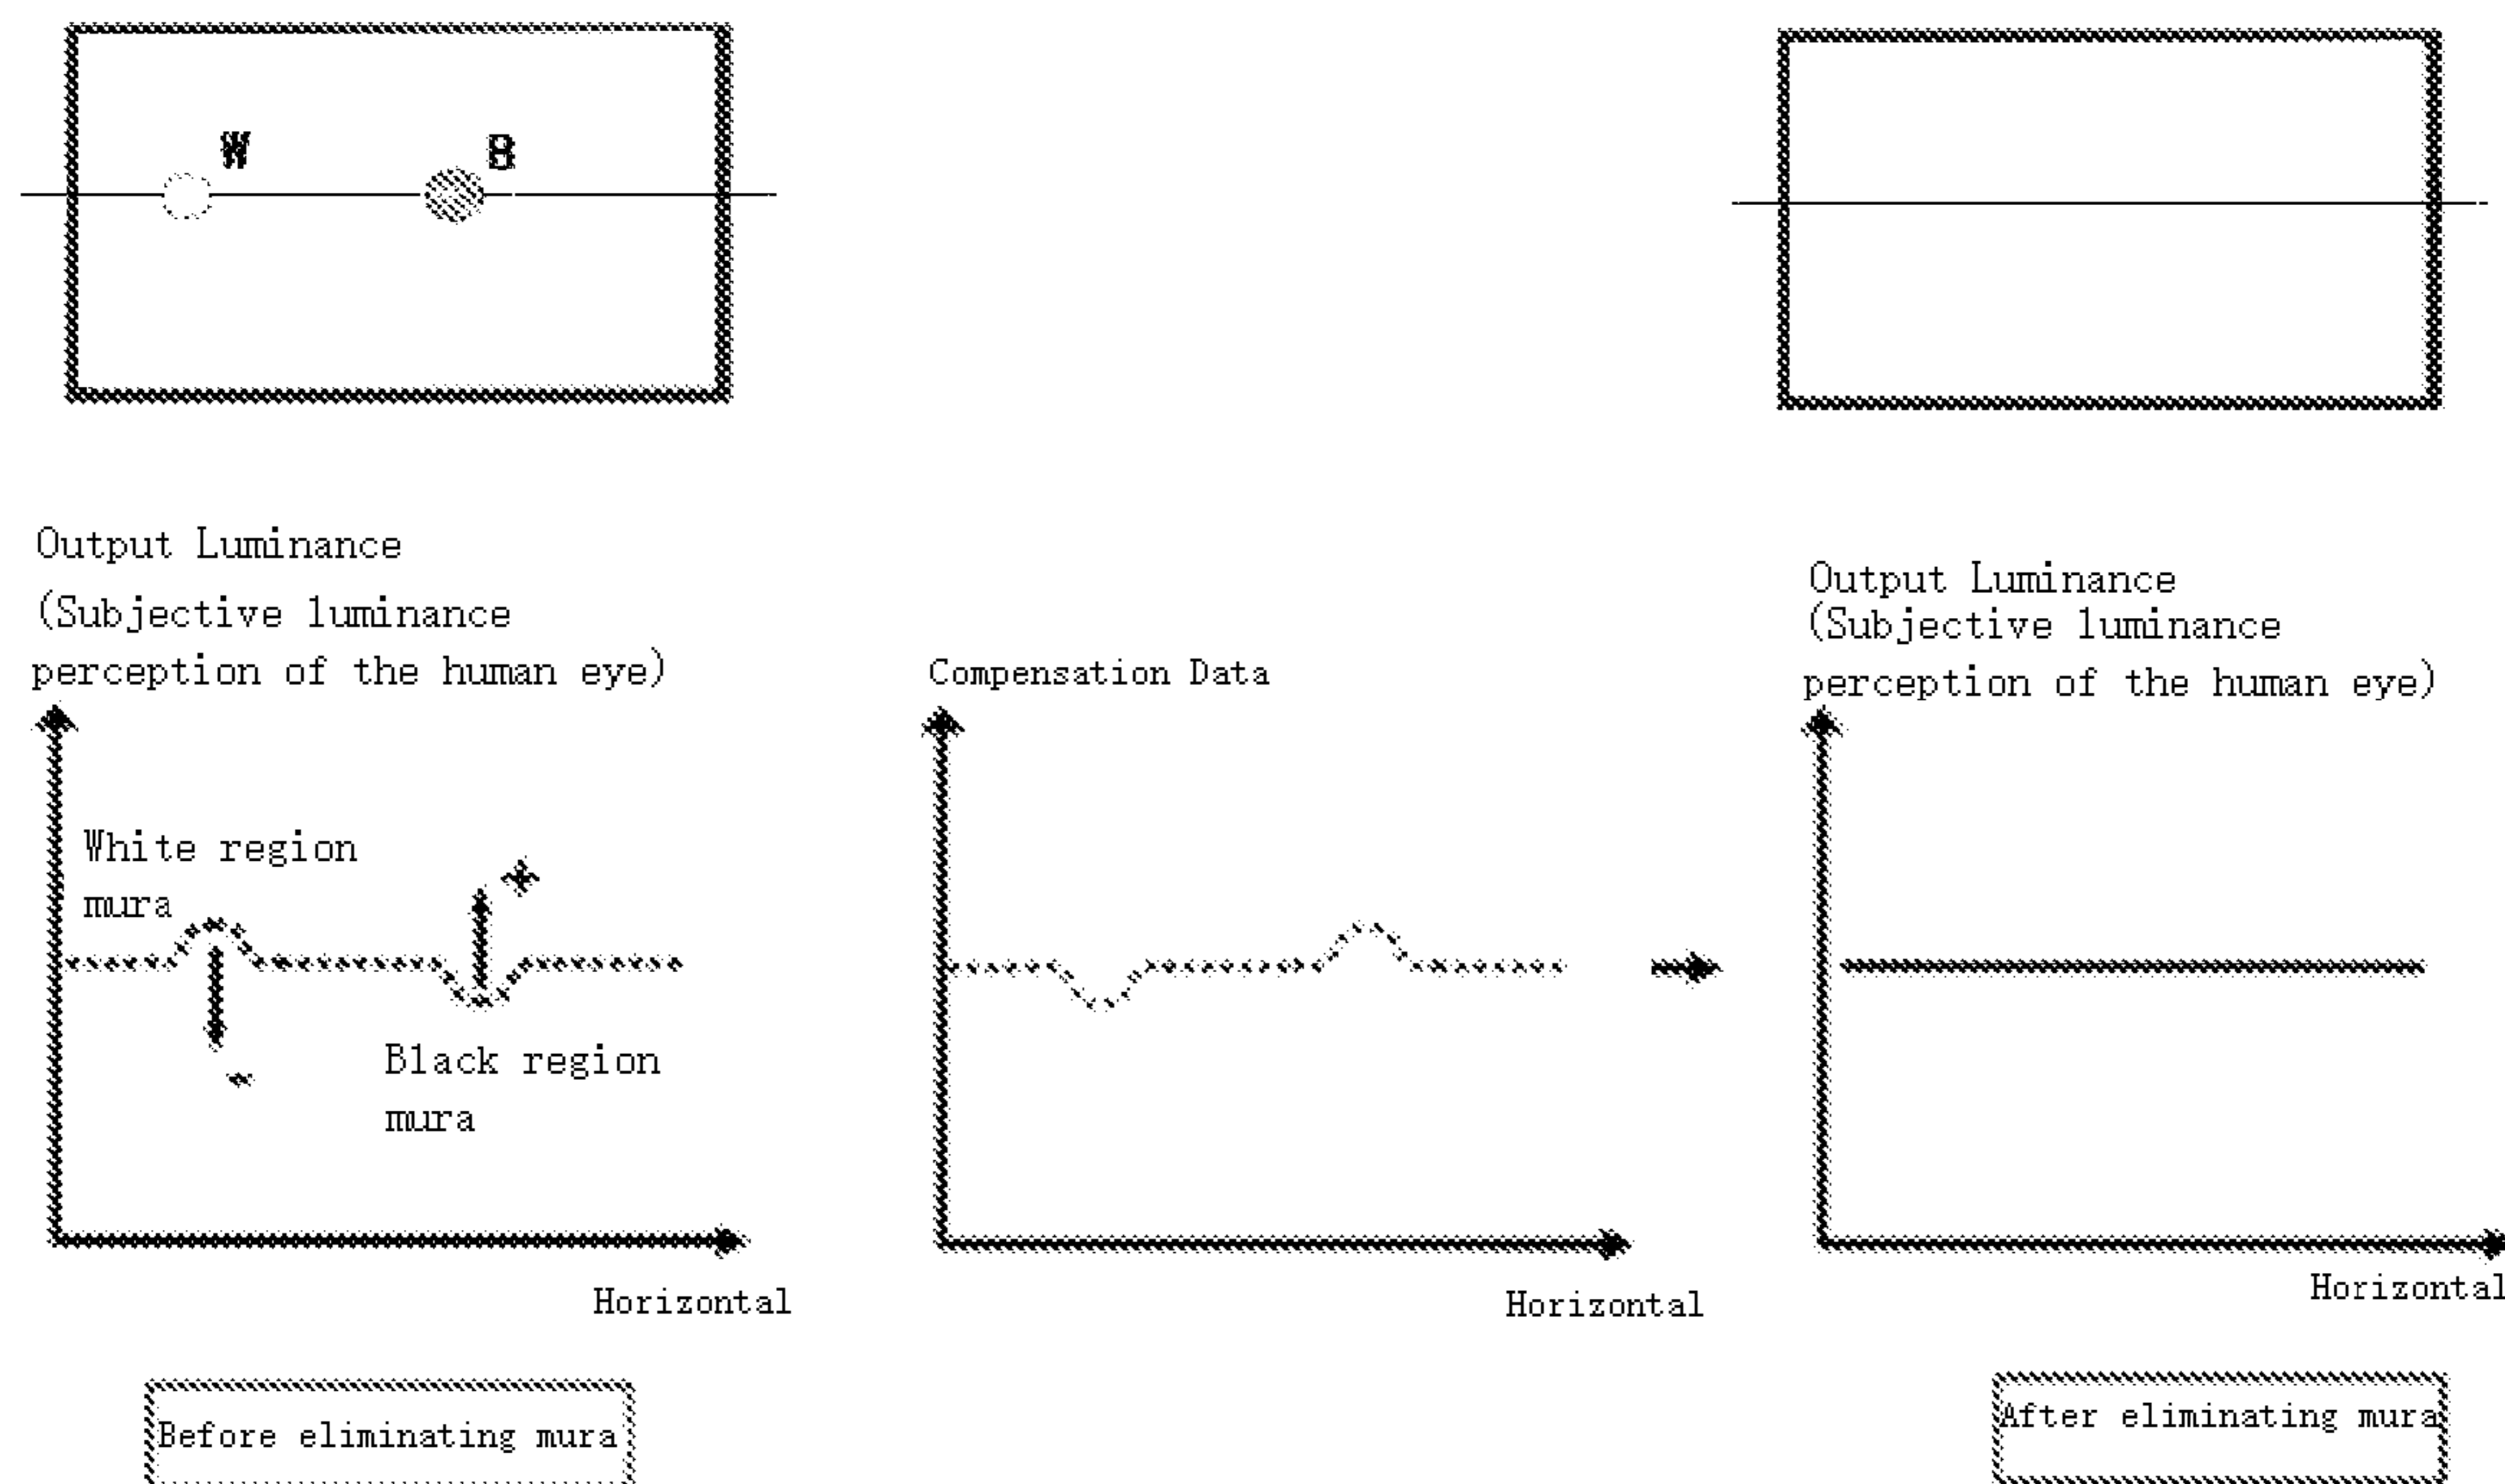 W
B
Output Luminance
(Subjective luminance
perception of the human eye)
Compensation Data
Output Luminance
(Subjective luminance
perception of the human eye)
White region
mura
+
-
Black region
mura
Horizontal
Horizontal
Horizontal
Before eliminating mura
After eliminating mura